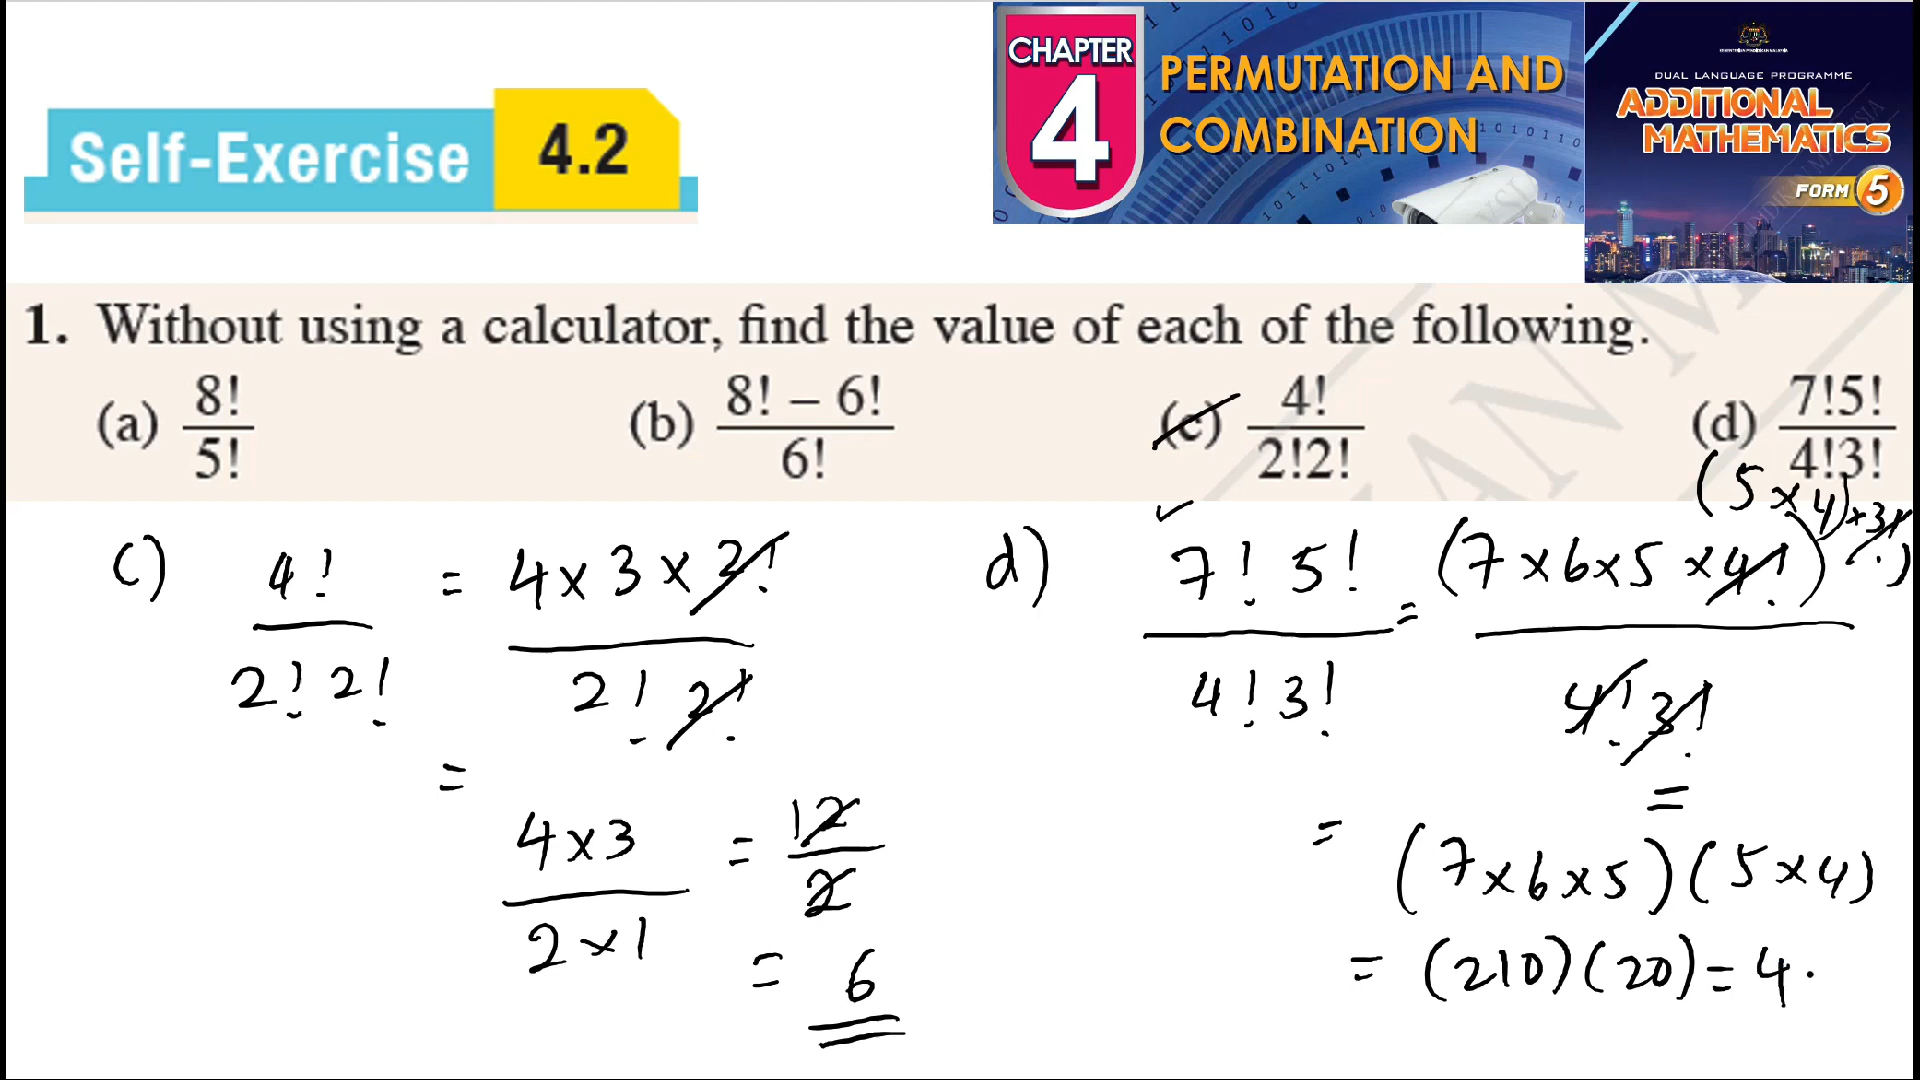 CHAPTER
4
PERMUTATION AND
COMBINATION
DUAL LANGUAGE PROGRAMME
ADDITIONAL
MATHEMATICS
FORM 5
Self-Exercise 4.2
1. Without using a calculator, find the value of each of the following.
(a) 8!/5! (b) (8! – 6!)/6! (c) 4!/2!2! (d) 7!5!/4!3!
c) 4!/2!2! = 4 x 3 x 2!/2!2!
= 4 x 3/2 x 1 = 12/2
= 6
d) 7!5!/4!3! = (7 x 6 x 5 x 4!)(5 x 4 x 3!)/4!3!
=
= (7 x 6 x 5)(5 x 4)
= (210)(20) = 4.